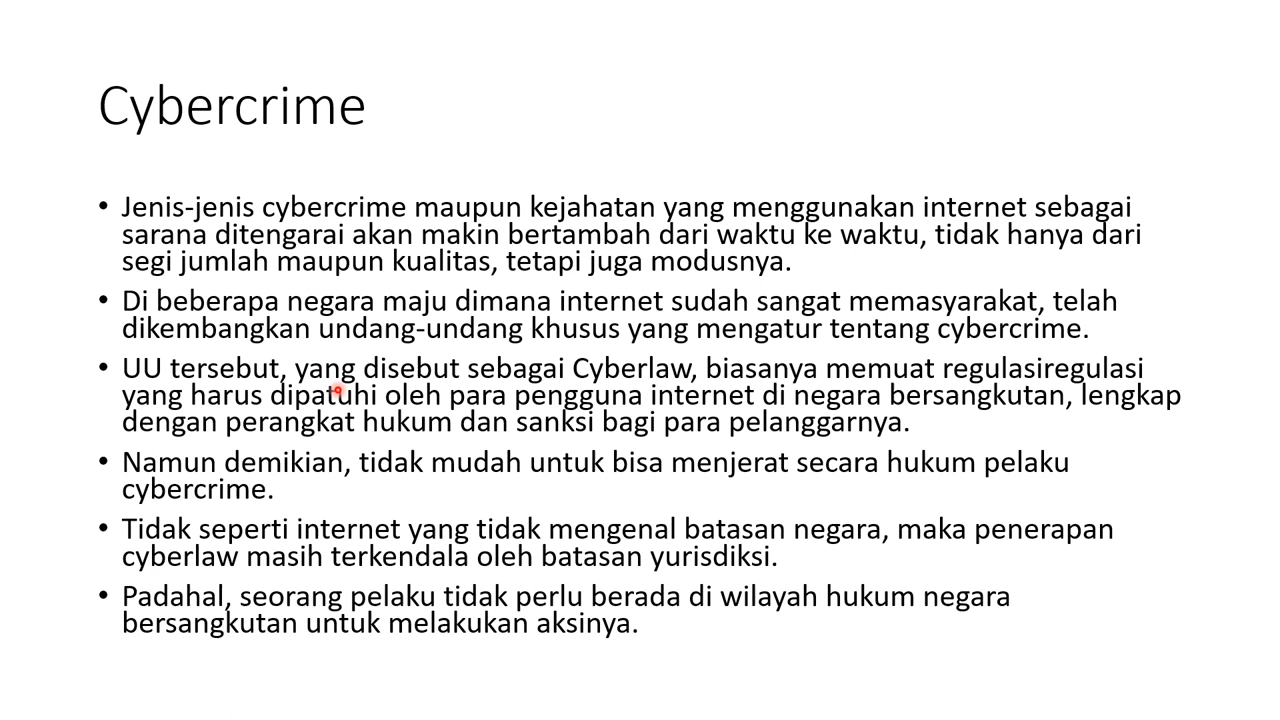 Cybercrime
• Jenis-jenis cybercrime maupun kejahatan yang menggunakan internet sebagai
sarana ditengarai akan makin bertambah dari waktu ke waktu, tidak hanya dari
segi jumlah maupun kualitas, tetapi juga modusnya.
• Di beberapa negara maju dimana internet sudah sangat memasyarakat, telah
dikembangkan undang-undang khusus yang mengatur tentang cybercrime.
• UU tersebut, yang disebut sebagai Cyberlaw, biasanya memuat regulasiregulasi
yang harus dipatuhi oleh para pengguna internet di negara bersangkutan, lengkap
dengan perangkat hukum dan sanksi bagi para pelanggarnya.
• Namun demikian, tidak mudah untuk bisa menjerat secara hukum pelaku
cybercrime.
• Tidak seperti internet yang tidak mengenal batasan negara, maka penerapan
cyberlaw masih terkendala oleh batasan yurisdiksi.
• Padahal, seorang pelaku tidak perlu berada di wilayah hukum negara
bersangkutan untuk melakukan aksinya.